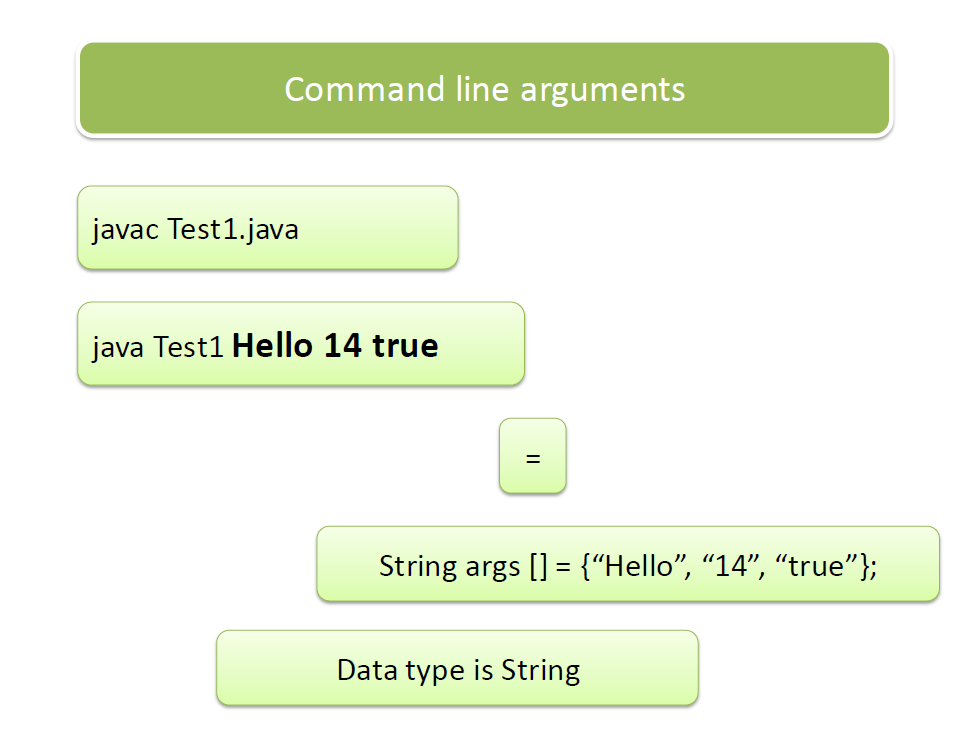 Command line arguments
javac Test1.java
java Test1 Hello 14 true
=
String args [] = {“Hello”, “14”, “true”};
Data type is String